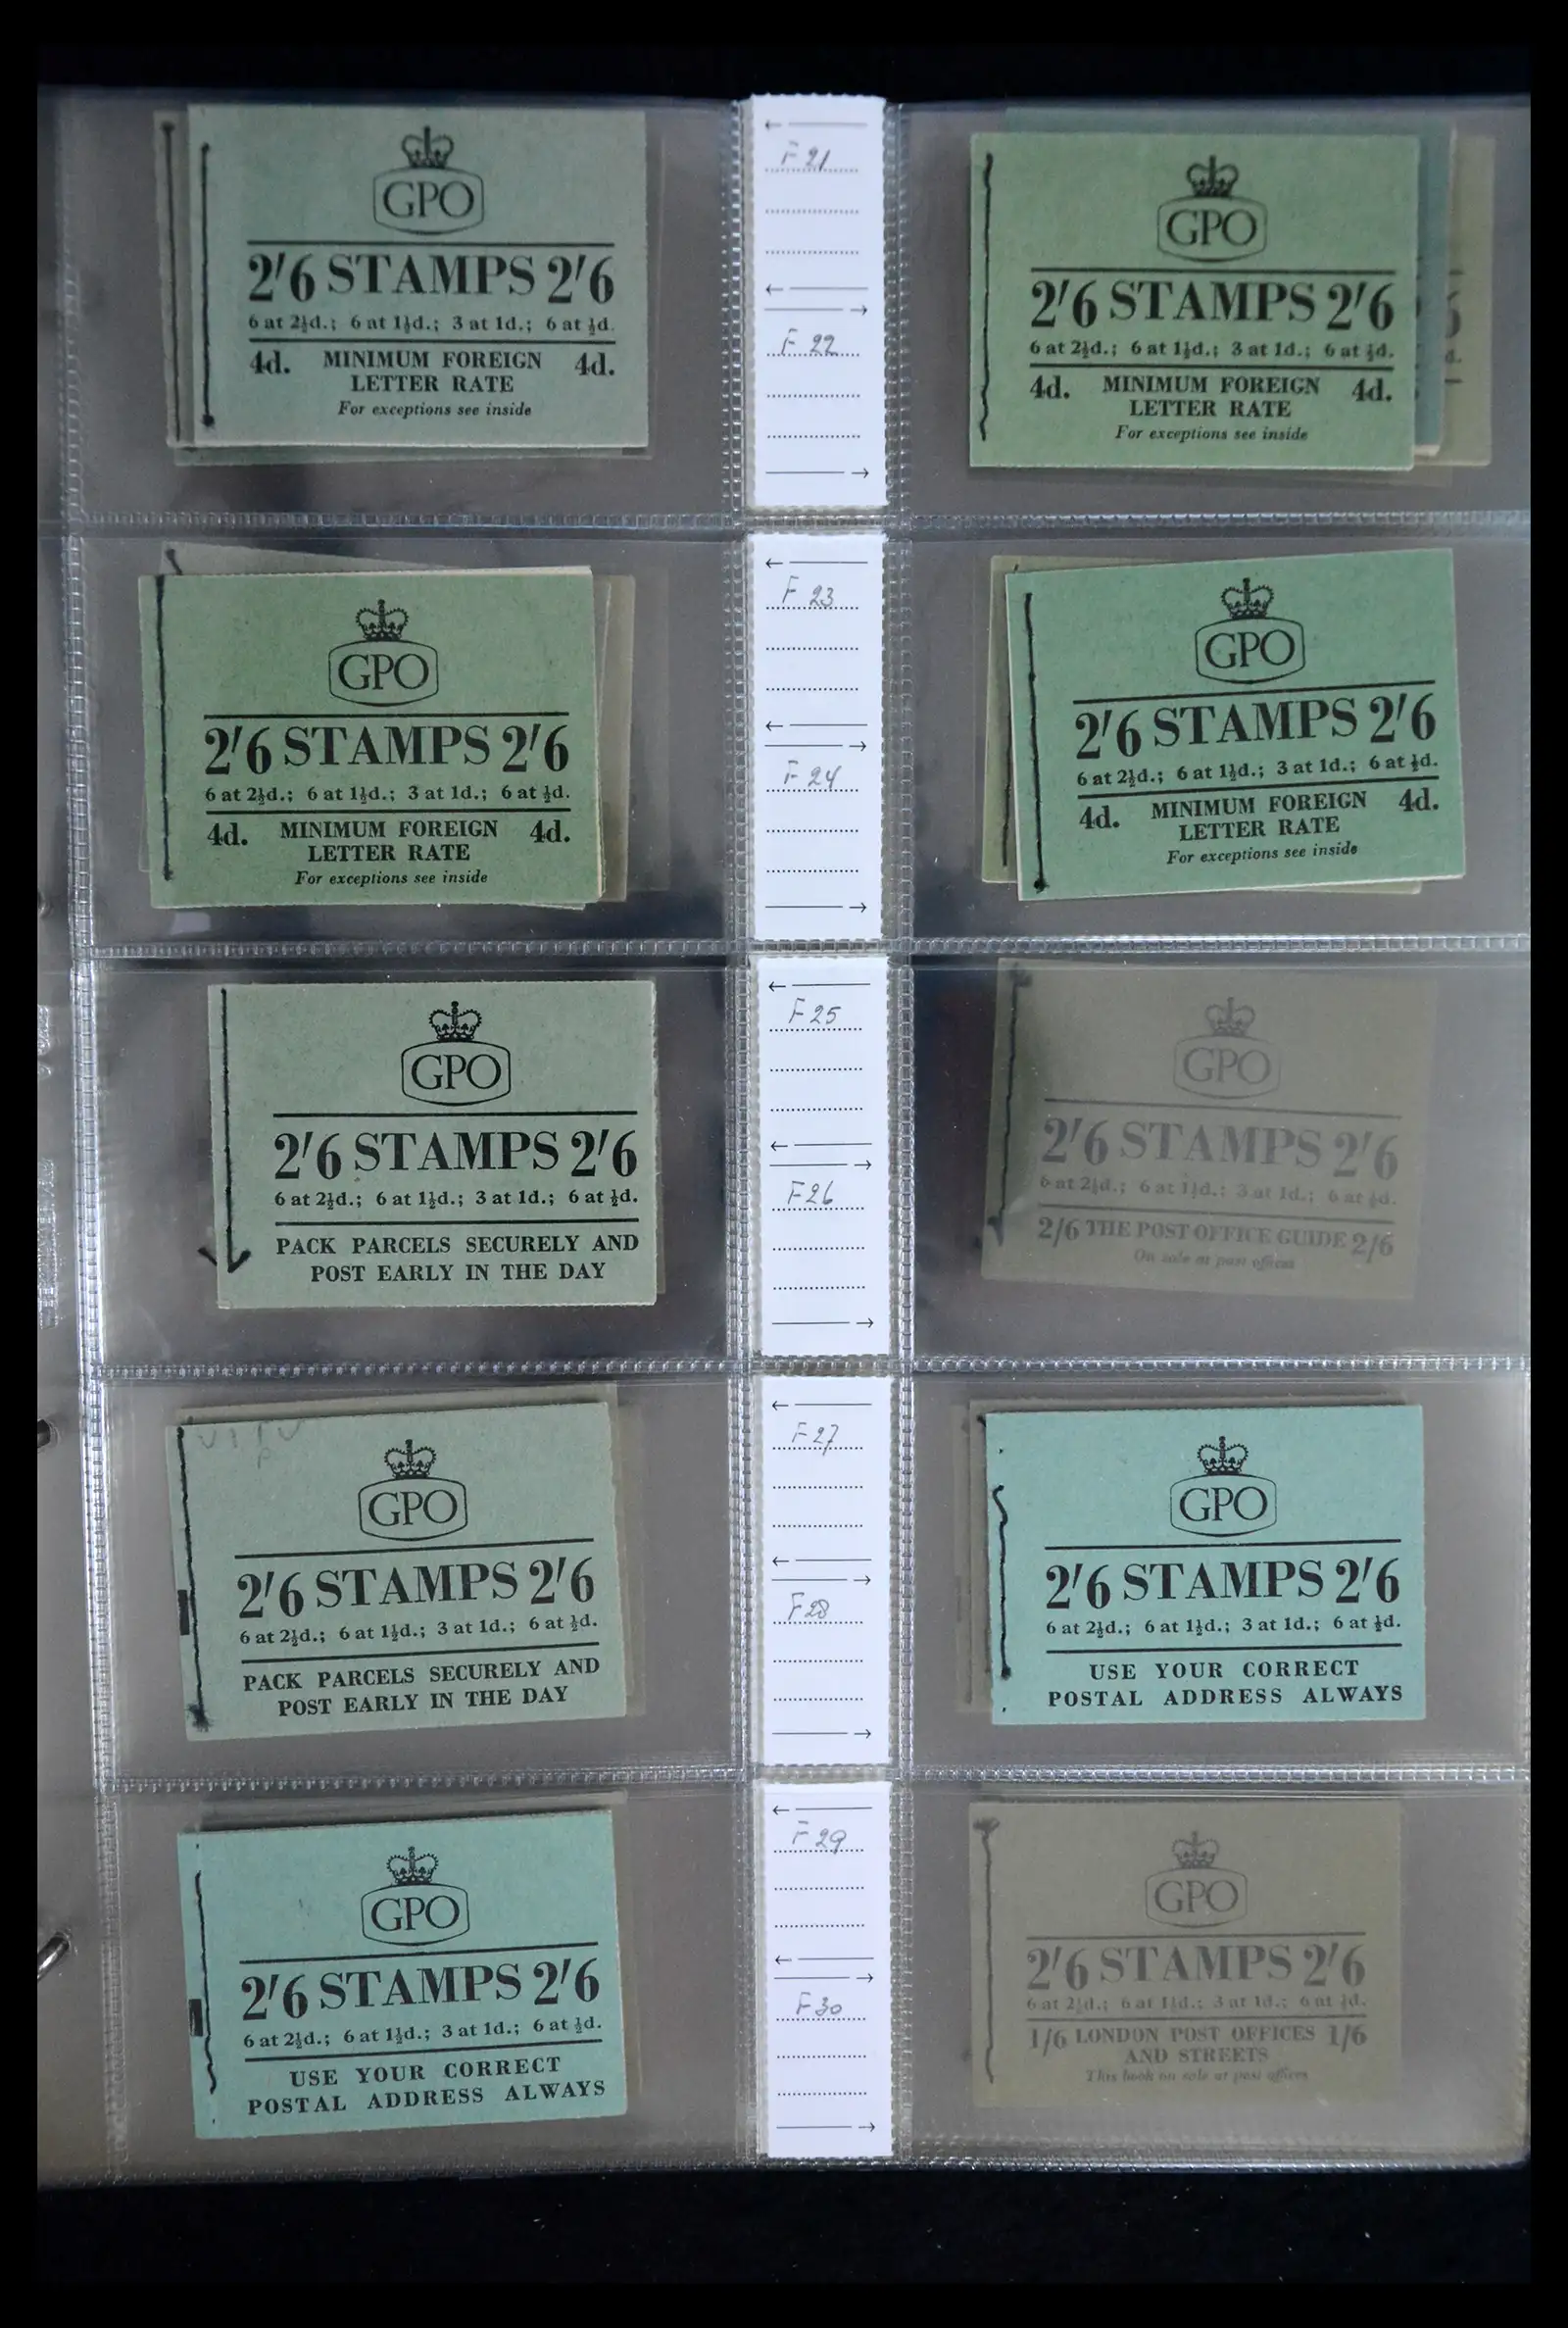 GPO
2'6 STAMPS 2'6
6 at 2½d.; 6 at 1½d.; 3 at 1d.; 6 at ½d.
4d. MINIMUM FOREIGN 4d.
LETTER RATE
For exceptions see inside
F 21
F 22
GPO
2'6 STAMPS 2'6
6 at 2½d.; 6 at 1½d.; 3 at 1d.; 6 at ½d.
4d. MINIMUM FOREIGN 4d.
LETTER RATE
For exceptions see inside
GPO
2'6 STAMPS 2'6
6 at 2½d.; 6 at 1½d.; 3 at 1d.; 6 at ½d.
4d. MINIMUM FOREIGN 4d.
LETTER RATE
For exceptions see inside
F 23
F 24
GPO
2'6 STAMPS 2'6
6 at 2½d.; 6 at 1½d.; 3 at 1d.; 6 at ½d.
4d. MINIMUM FOREIGN 4d.
LETTER RATE
For exceptions see inside
GPO
2'6 STAMPS 2'6
6 at 2½d.; 6 at 1½d.; 3 at 1d.; 6 at ½d.
PACK PARCELS SECURELY AND
POST EARLY IN THE DAY
F 25
F 26
GPO
2'6 STAMPS 2'6
6 at 2½d.; 6 at 1½d.; 3 at 1d.; 6 at ½d.
2/6 THE POST OFFICE GUIDE 2/6
On sale at post offices
GPO
2'6 STAMPS 2'6
6 at 2½d.; 6 at 1½d.; 3 at 1d.; 6 at ½d.
PACK PARCELS SECURELY AND
POST EARLY IN THE DAY
F 27
F 28
GPO
2'6 STAMPS 2'6
6 at 2½d.; 6 at 1½d.; 3 at 1d.; 6 at ½d.
USE YOUR CORRECT
POSTAL ADDRESS ALWAYS
GPO
2'6 STAMPS 2'6
6 at 2½d.; 6 at 1½d.; 3 at 1d.; 6 at ½d.
USE YOUR CORRECT
POSTAL ADDRESS ALWAYS
F 29
F 30
GPO
2'6 STAMPS 2'6
6 at 2½d.; 6 at 1½d.; 3 at 1d.; 6 at ½d.
1/6 LONDON POST OFFICES 1/6
AND STREETS
This book on sale at post offices